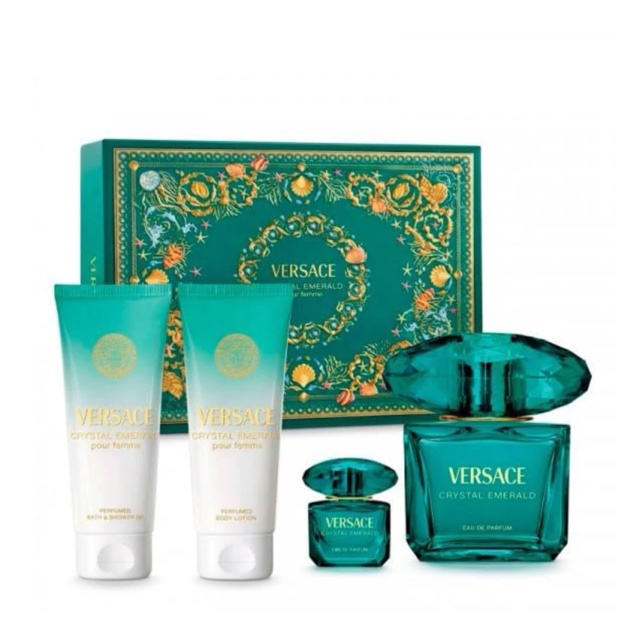 VERSACE
CRYSTAL EMERALD
pour femme
VERSACE
CRYSTAL EMERALD
pour femme
PERFUMED
BATH & SHOWER GEL
VERSACE
CRYSTAL EMERALD
pour femme
PERFUMED
BODY LOTION
VERSACE
CRYSTAL EMERALD
EAU DE PARFUM
VERSACE
CRYSTAL EMERALD
EAU DE PARFUM